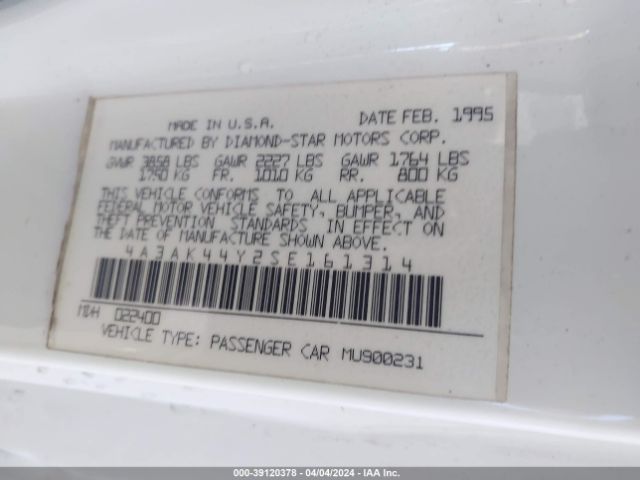 MADE IN U.S.A. DATE FEB. 1995
MANUFACTURED BY DIAMOND-STAR MOTORS CORP.
GVWR 3858 LBS GAWR 2227 LBS GAWR 1764 LBS
1750 KG FR. 1010 KG RR. 800 KG
THIS VEHICLE CONFORMS TO ALL APPLICABLE
FEDERAL MOTOR VEHICLE SAFETY, BUMPER, AND
THEFT PREVENTION STANDARDS IN EFFECT ON
THE DATE OF MANUFACTURE SHOWN ABOVE.
4A3AK44Y2SE161314
MDH 022400
VEHICLE TYPE: PASSENGER CAR MU900231
000-39120378 - 04/04/2024 - IAA Inc.